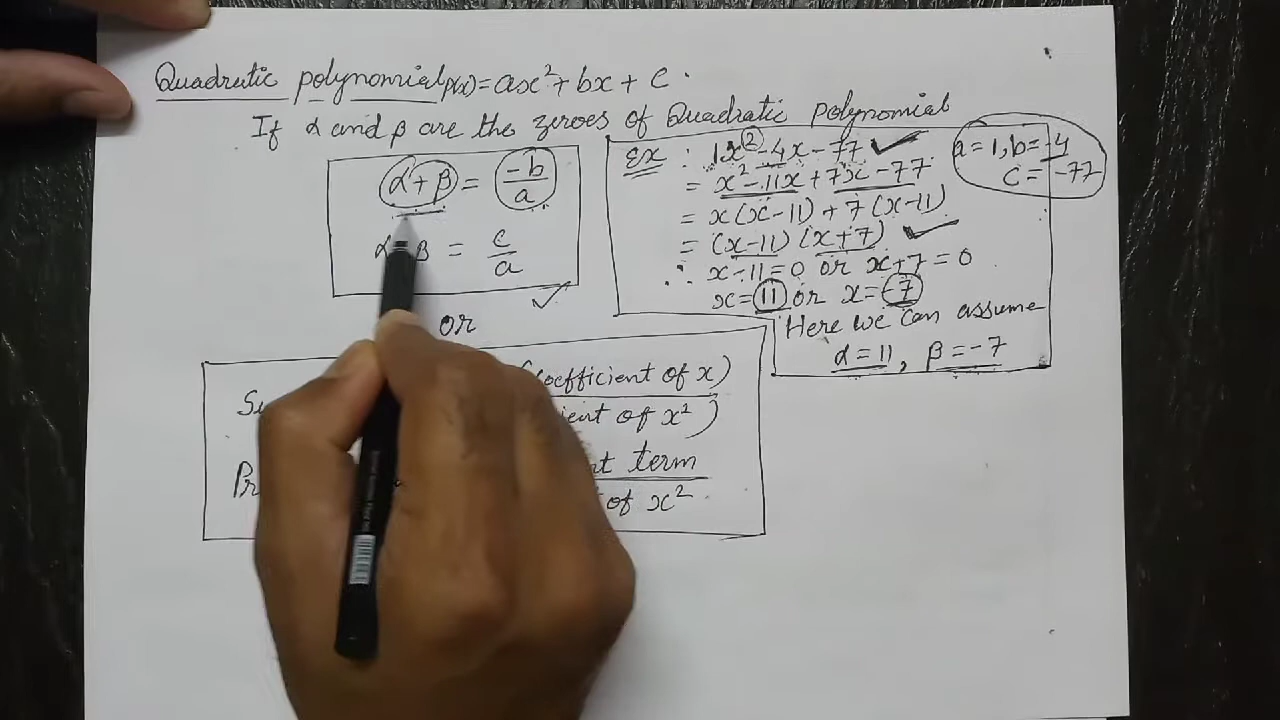 Quadratic polynomial p(x)=ax²+bx+c.
If α and β are the zeroes of Quadratic polynomial
α+β = -b/a
α β = c/a
or
(Coefficient of x)
of x²)
term
of x²
Ex : 1x²-4x-77
= x²-11x+7x-77
= x(x-11)+7(x-11)
= (x-11)(x+7)
∴ x-11=0 or x+7=0
x=11 or x=-7
Here we can assume
α=11, β=-7
a=1, b=-4
c=-77